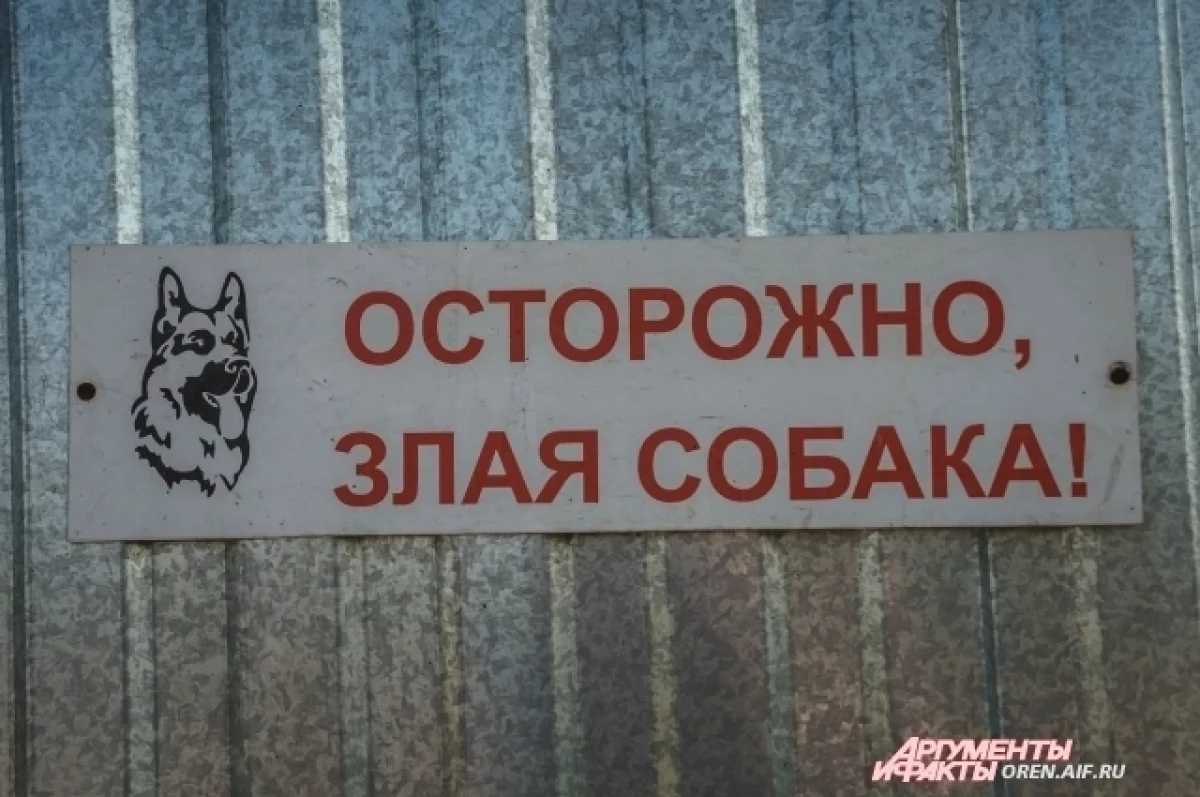 ОСТОРОЖНО,
ЗЛАЯ СОБАКА!
АРГУМЕНТЫ
И ФАКТЫ OREN.AIF.RU